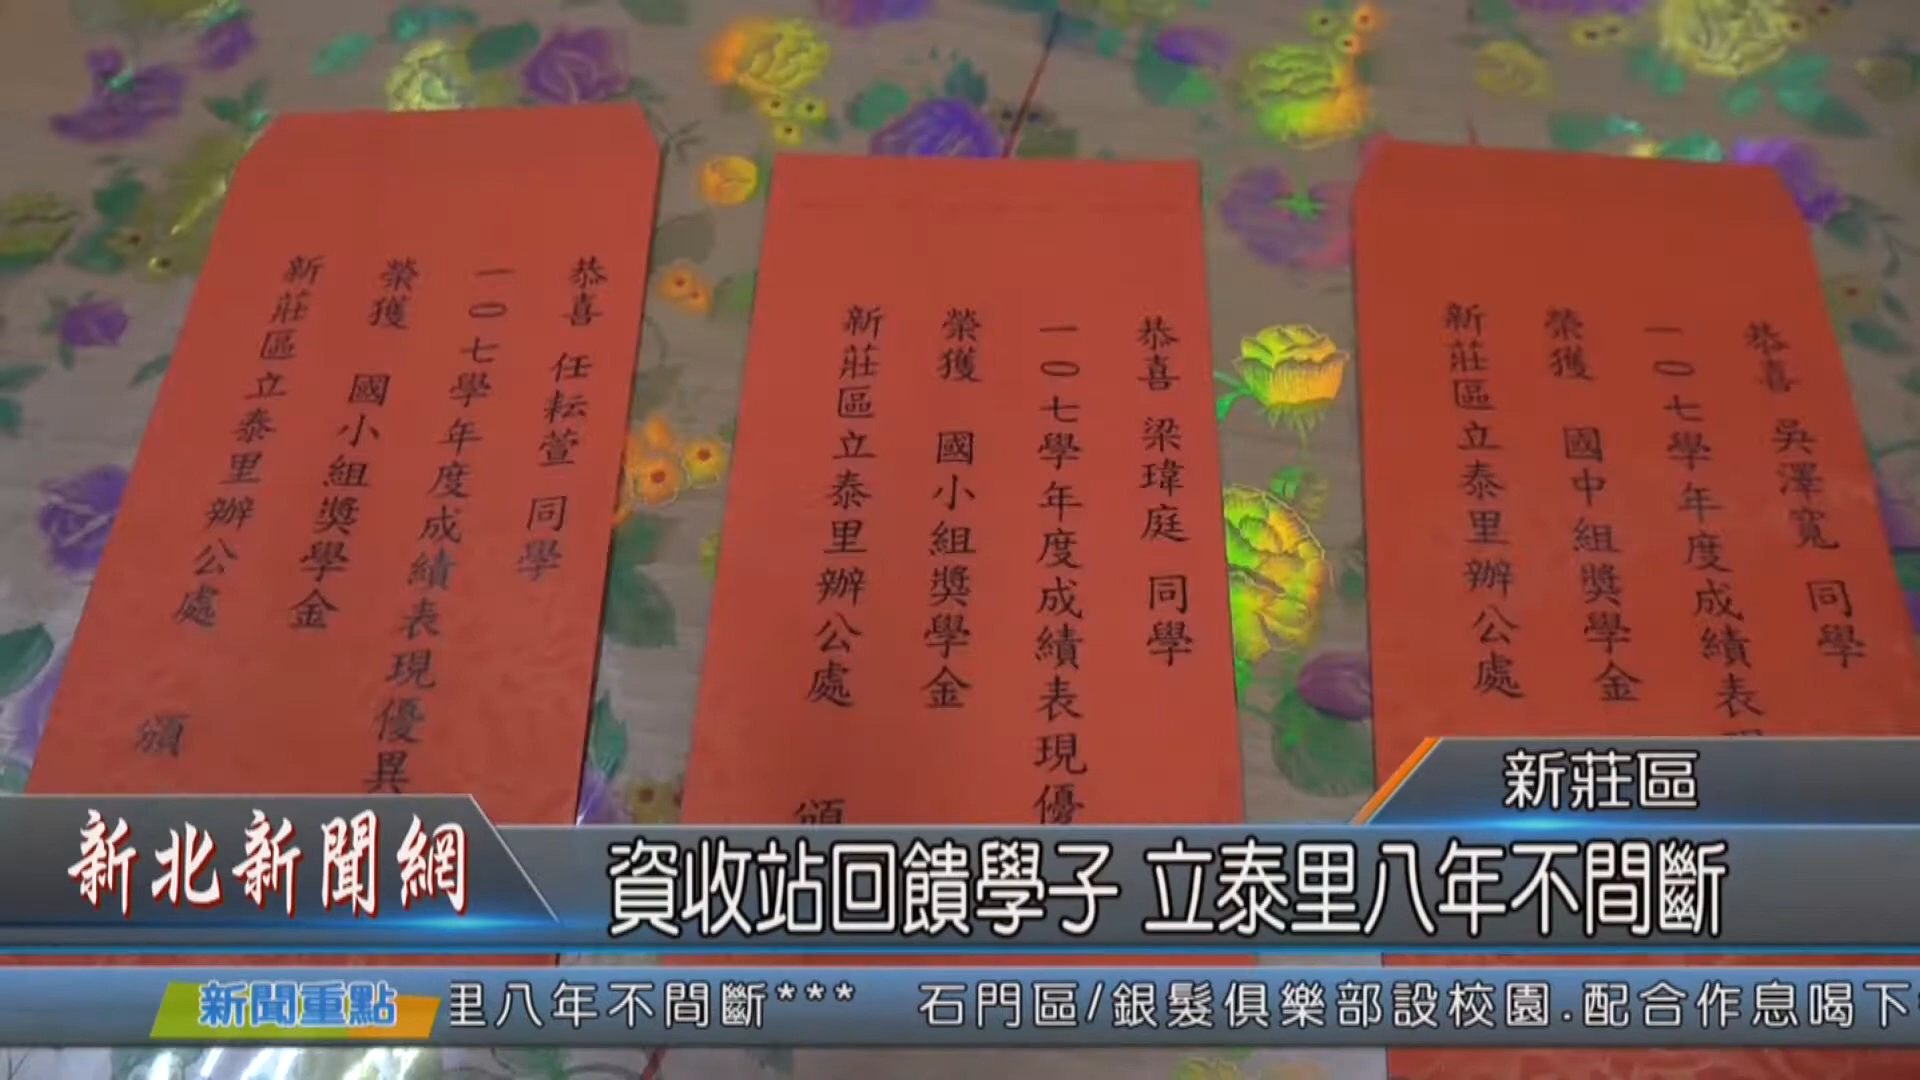 恭喜 任耘萱 同學
一０七學年度成績表現優異
榮獲 國小組獎學金
新莊區立泰里辦公處 頒
恭喜 梁瑋庭 同學
一０七學年度成績表現優
榮獲 國小組獎學金
新莊區立泰里辦公處 頒
恭喜 吳澤寬 同學
一０七學年度成績表現
榮獲 國中組獎學金
新莊區立泰里辦公處
新莊區
新北新聞網
資收站回饋學子 立泰里八年不間斷
新聞重點
里八年不間斷*** 石門區/銀髮俱樂部設校園.配合作息喝下